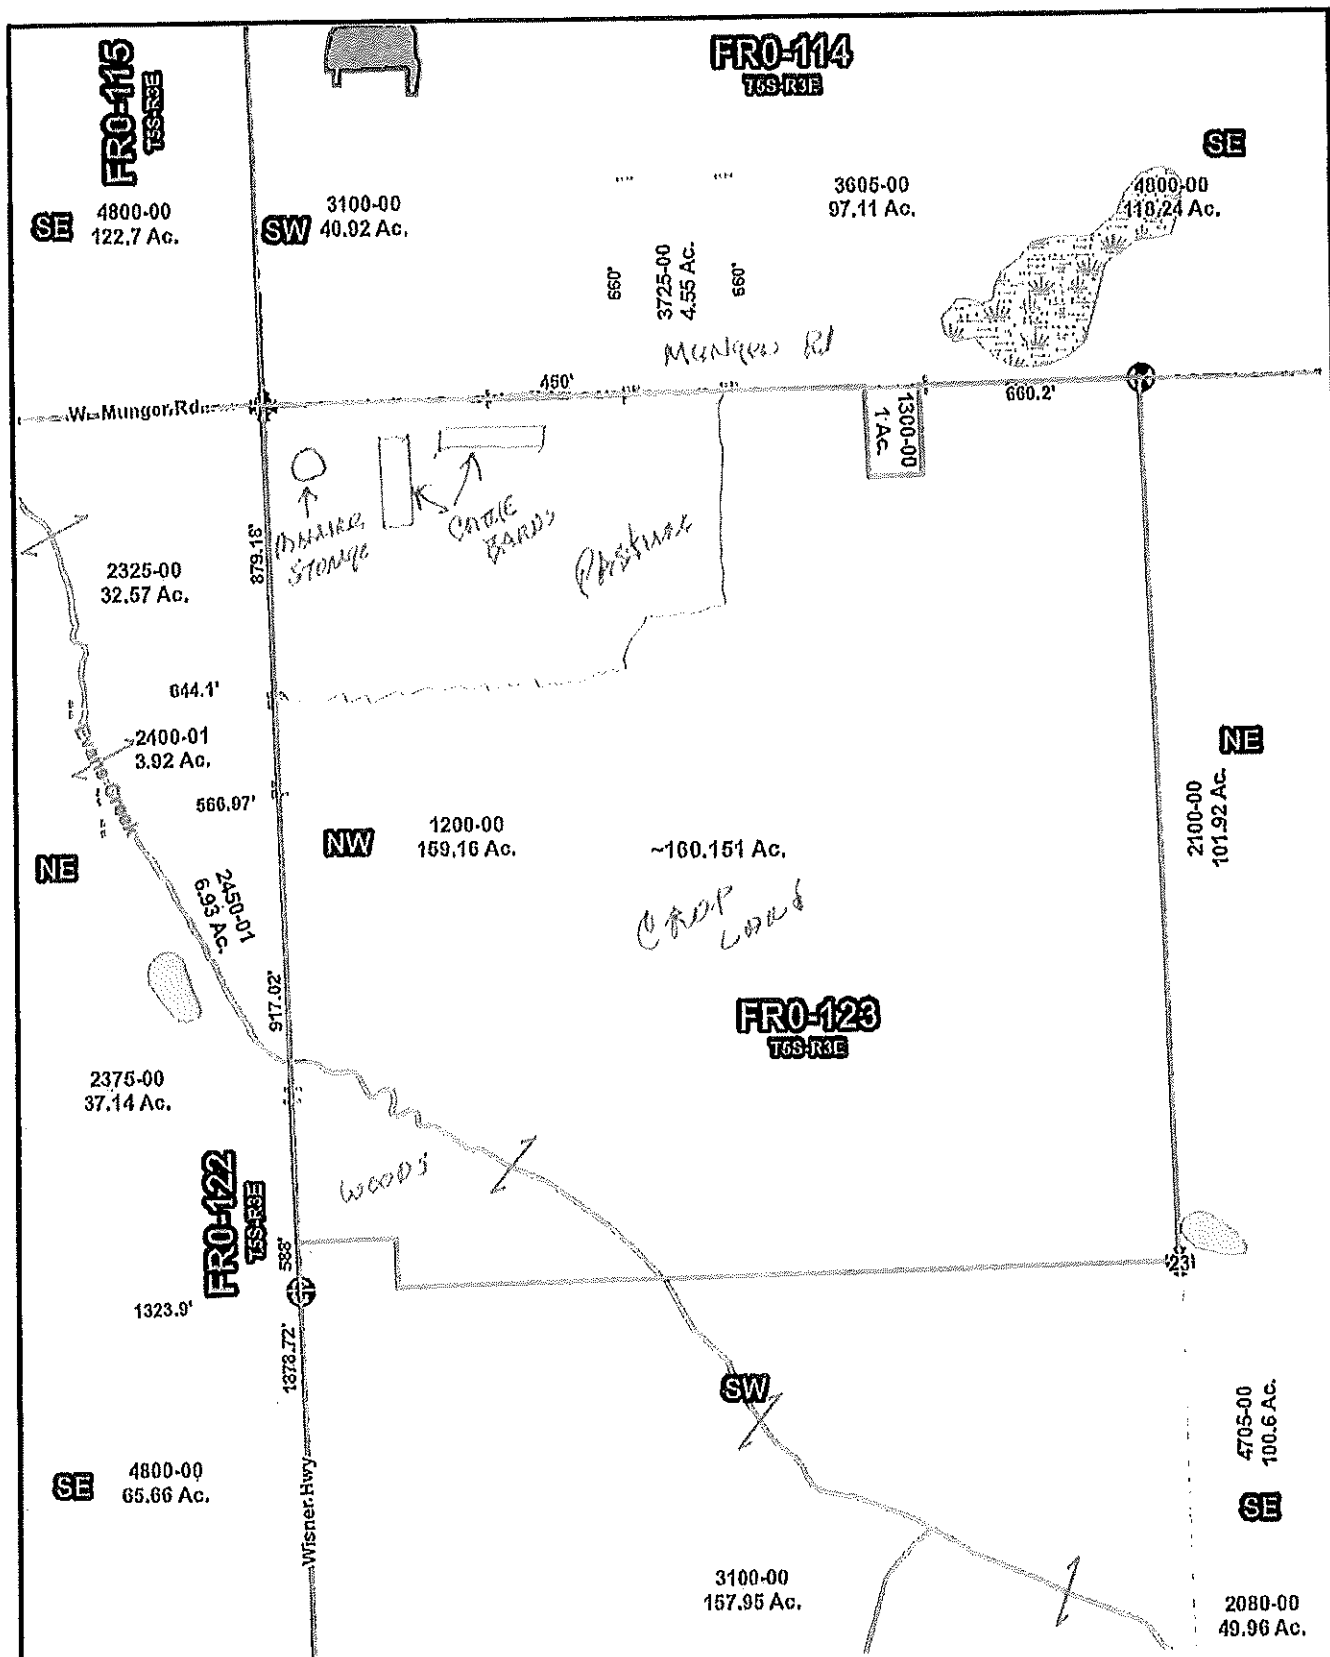 FR0-115
T5S-R3E
FR0-114
T5S-R3E
SE
SE
4800-00
122.7 Ac.
SW
3100-00
40.92 Ac.
3605-00
97.11 Ac.
4800-00
118.24 Ac.
660'
3725-00
4.55 Ac.
660'
Munger Rd
W. Munger Rd.
450'
660.2'
1300-00
1 Ac.
879.18'
Manure
Storage
Cattle
Barns
Pasture
2325-00
32.57 Ac.
644.1'
2400-01
3.92 Ac.
Evans Creek
566.97'
NW
1200-00
159.16 Ac.
~160.151 Ac.
NE
2100-00
101.92 Ac.
NE
2450-01
6.93 Ac.
Crop
Land
917.02'
FR0-123
T5S-R3E
2375-00
37.14 Ac.
FR0-122
T5S-R3E
Woods
588'
23
1323.9'
1378.72'
SW
4705-00
100.6 Ac.
SE
4800-00
65.66 Ac.
Wisner Hwy
SE
3100-00
157.95 Ac.
2080-00
49.96 Ac.